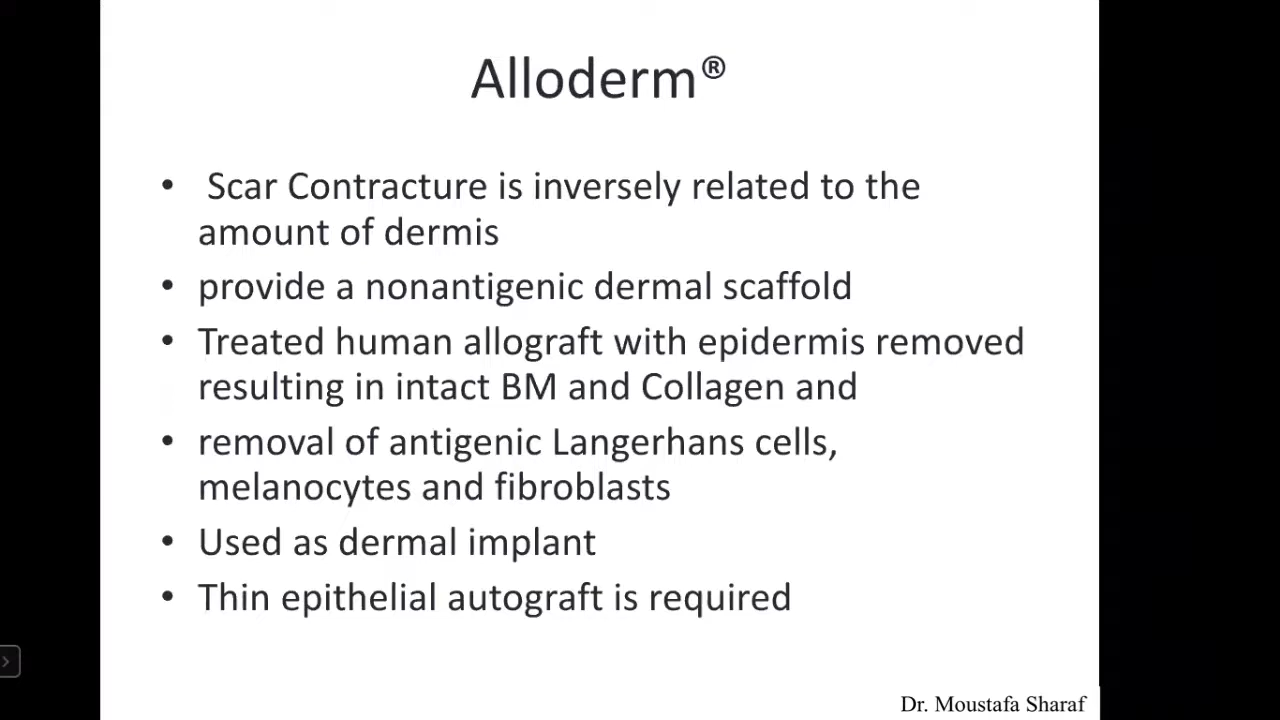 Alloderm®
• Scar Contracture is inversely related to the
amount of dermis
• provide a nonantigenic dermal scaffold
• Treated human allograft with epidermis removed
resulting in intact BM and Collagen and
• removal of antigenic Langerhans cells,
melanocytes and fibroblasts
• Used as dermal implant
• Thin epithelial autograft is required
Dr. Moustafa Sharaf